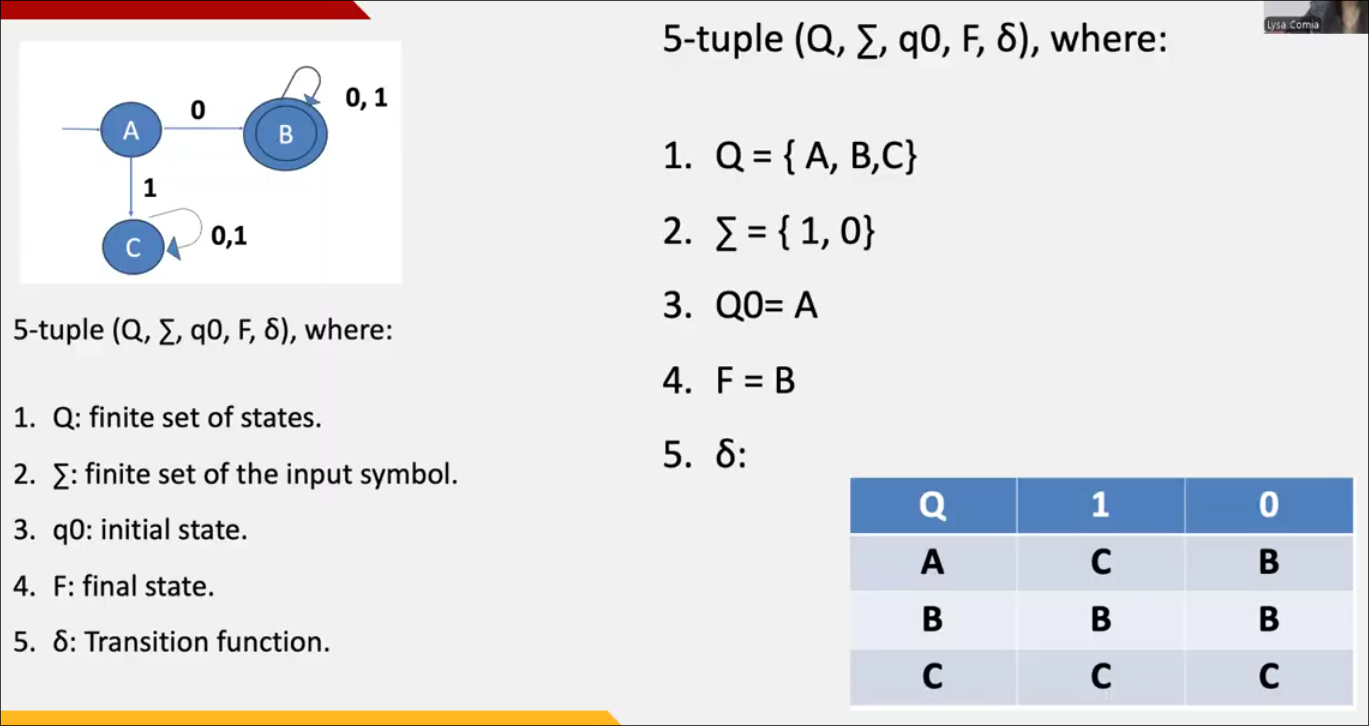 A
0
B
0, 1
1
C
0,1
5-tuple (Q, ∑, q0, F, δ), where:
1. Q: finite set of states.
2. ∑: finite set of the input symbol.
3. q0: initial state.
4. F: final state.
5. δ: Transition function.
5-tuple (Q, ∑, q0, F, δ), where:
1. Q = { A, B,C}
2. ∑ = { 1, 0}
3. Q0= A
4. F = B
5. δ:
Q 1 0
A C B
B B B
C C C
Lysa Comia